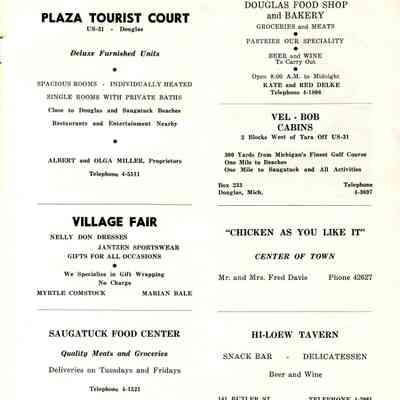 PLAZA TOURIST COURT
US-31 - Douglas
Deluxe Furnished Units
SPACIOUS ROOMS - INDIVIDUALLY HEATED
SINGLE ROOMS WITH PRIVATE BATHS
Close to Douglas and Saugatuck Beaches
Restaurants and Entertainment Nearby
ALBERT and OLGA MILLER, Proprietors
Telephone 4-5511
VILLAGE FAIR
NELLY DON DRESSES
JANTZEN SPORTSWEAR
GIFTS FOR ALL OCCASIONS
We Specialize in Gift Wrapping
No Charge
MYRTLE COMSTOCK MARIAN BALE
SAUGATUCK FOOD CENTER
Quality Meats and Groceries
Deliveries on Tuesdays and Fridays
Telephone 4-1521
DOUGLAS FOOD SHOP
and BAKERY
GROCERIES and MEATS
PASTRIES OUR SPECIALITY
BEER and WINE
To Carry Out
Open 8:00 A.M. to Midnight
KATE and RED DELKE
Telephone 4-1806
VEL - BOB
CABINS
2 Blocks West of Tara Off US-31
300 Yards from Michigan's Finest Golf Course
One Mile to Beaches
One Mile to Saugatuck and All Activities
Box 233 Telephone
Douglas, Mich. 4-3697
"CHICKEN AS YOU LIKE IT"
CENTER OF TOWN
Mr. and Mrs. Fred Davis Phone 42627
HI-LOEW TAVERN
SNACK BAR - DELICATESSEN
Beer and Wine
141 BUTLER ST. TELEPHONE